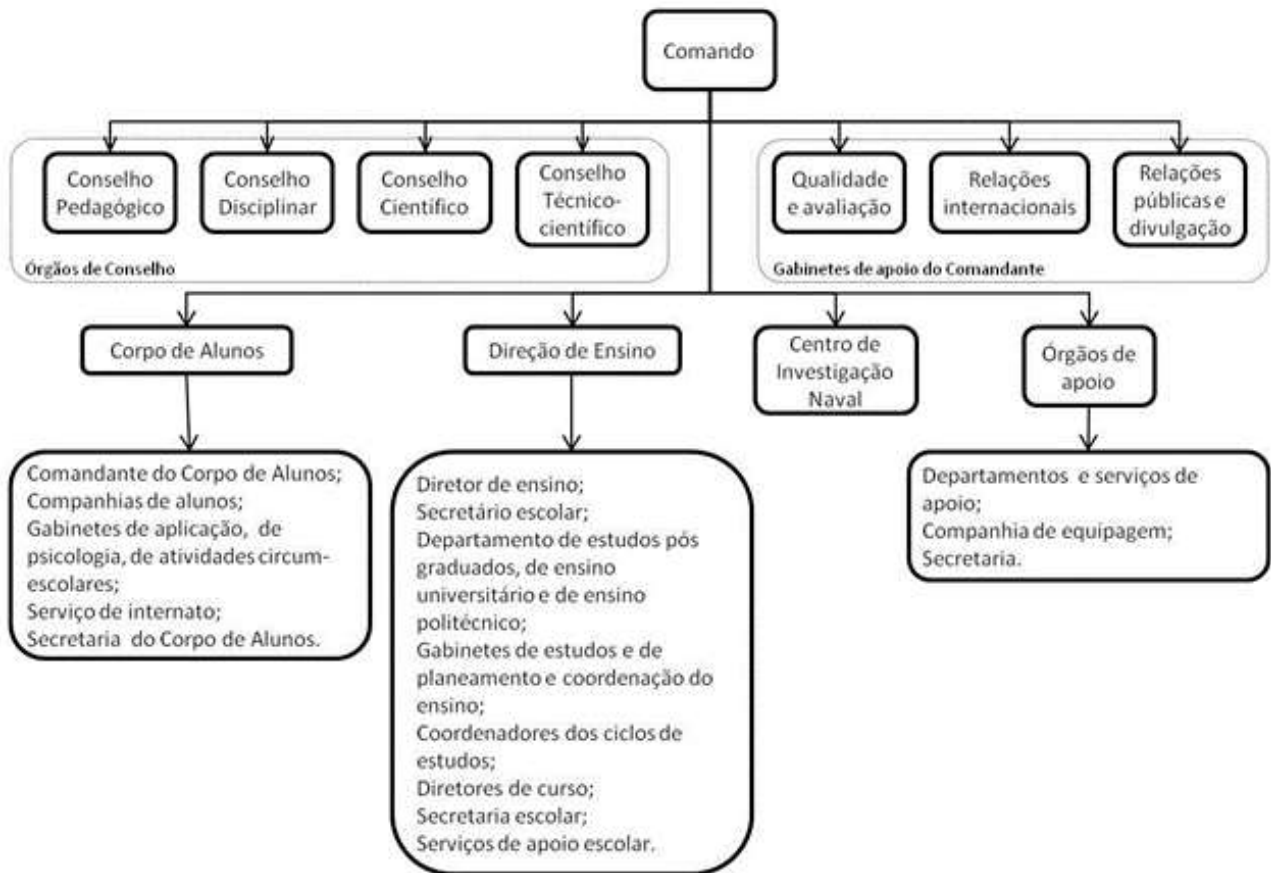 Comando
Conselho
Pedagógico
Conselho
Disciplinar
Conselho
Científico
Conselho
Técnico-
científico
Órgãos de Conselho
Qualidade
e avaliação
Relações
internacionais
Relações
públicas e
divulgação
Gabinetes de apoio do Comandante
Corpo de Alunos
Direção de Ensino
Centro de
Investigação
Naval
Órgãos de
apoio
Comandante do Corpo de Alunos;
Companhias de alunos;
Gabinetes de aplicação, de
psicologia, de atividades circum-
escolares;
Serviço de internato;
Secretaria do Corpo de Alunos.
Diretor de ensino;
Secretário escolar;
Departamento de estudos pós
graduados, de ensino
universitário e de ensino
politécnico;
Gabinetes de estudos e de
planeamento e coordenação do
ensino;
Coordenadores dos ciclos de
estudos;
Diretores de curso;
Secretaria escolar;
Serviços de apoio escolar.
Departamentos e serviços de
apoio;
Companhia de equipagem;
Secretaria.